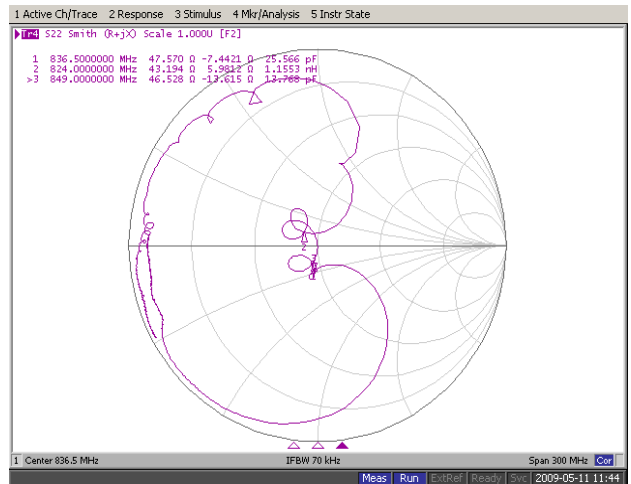 1 Active Ch/Trace 2 Response 3 Stimulus 4 Mkr/Analysis 5 Instr State
Tr4 S22 Smith (R+jX) Scale 1.000U [F2]
1 836.5000000 MHz 47.570 Ω -7.4421 Ω 25.566 pF
2 824.0000000 MHz 43.194 Ω 5.9812 Ω 1.1553 nH
>3 849.0000000 MHz 46.528 Ω -13.615 Ω 13.768 pF
2
1 Center 836.5 MHz IFBW 70 kHz Span 300 MHz Cor
Meas Run ExtRef Ready Svc 2009-05-11 11:44